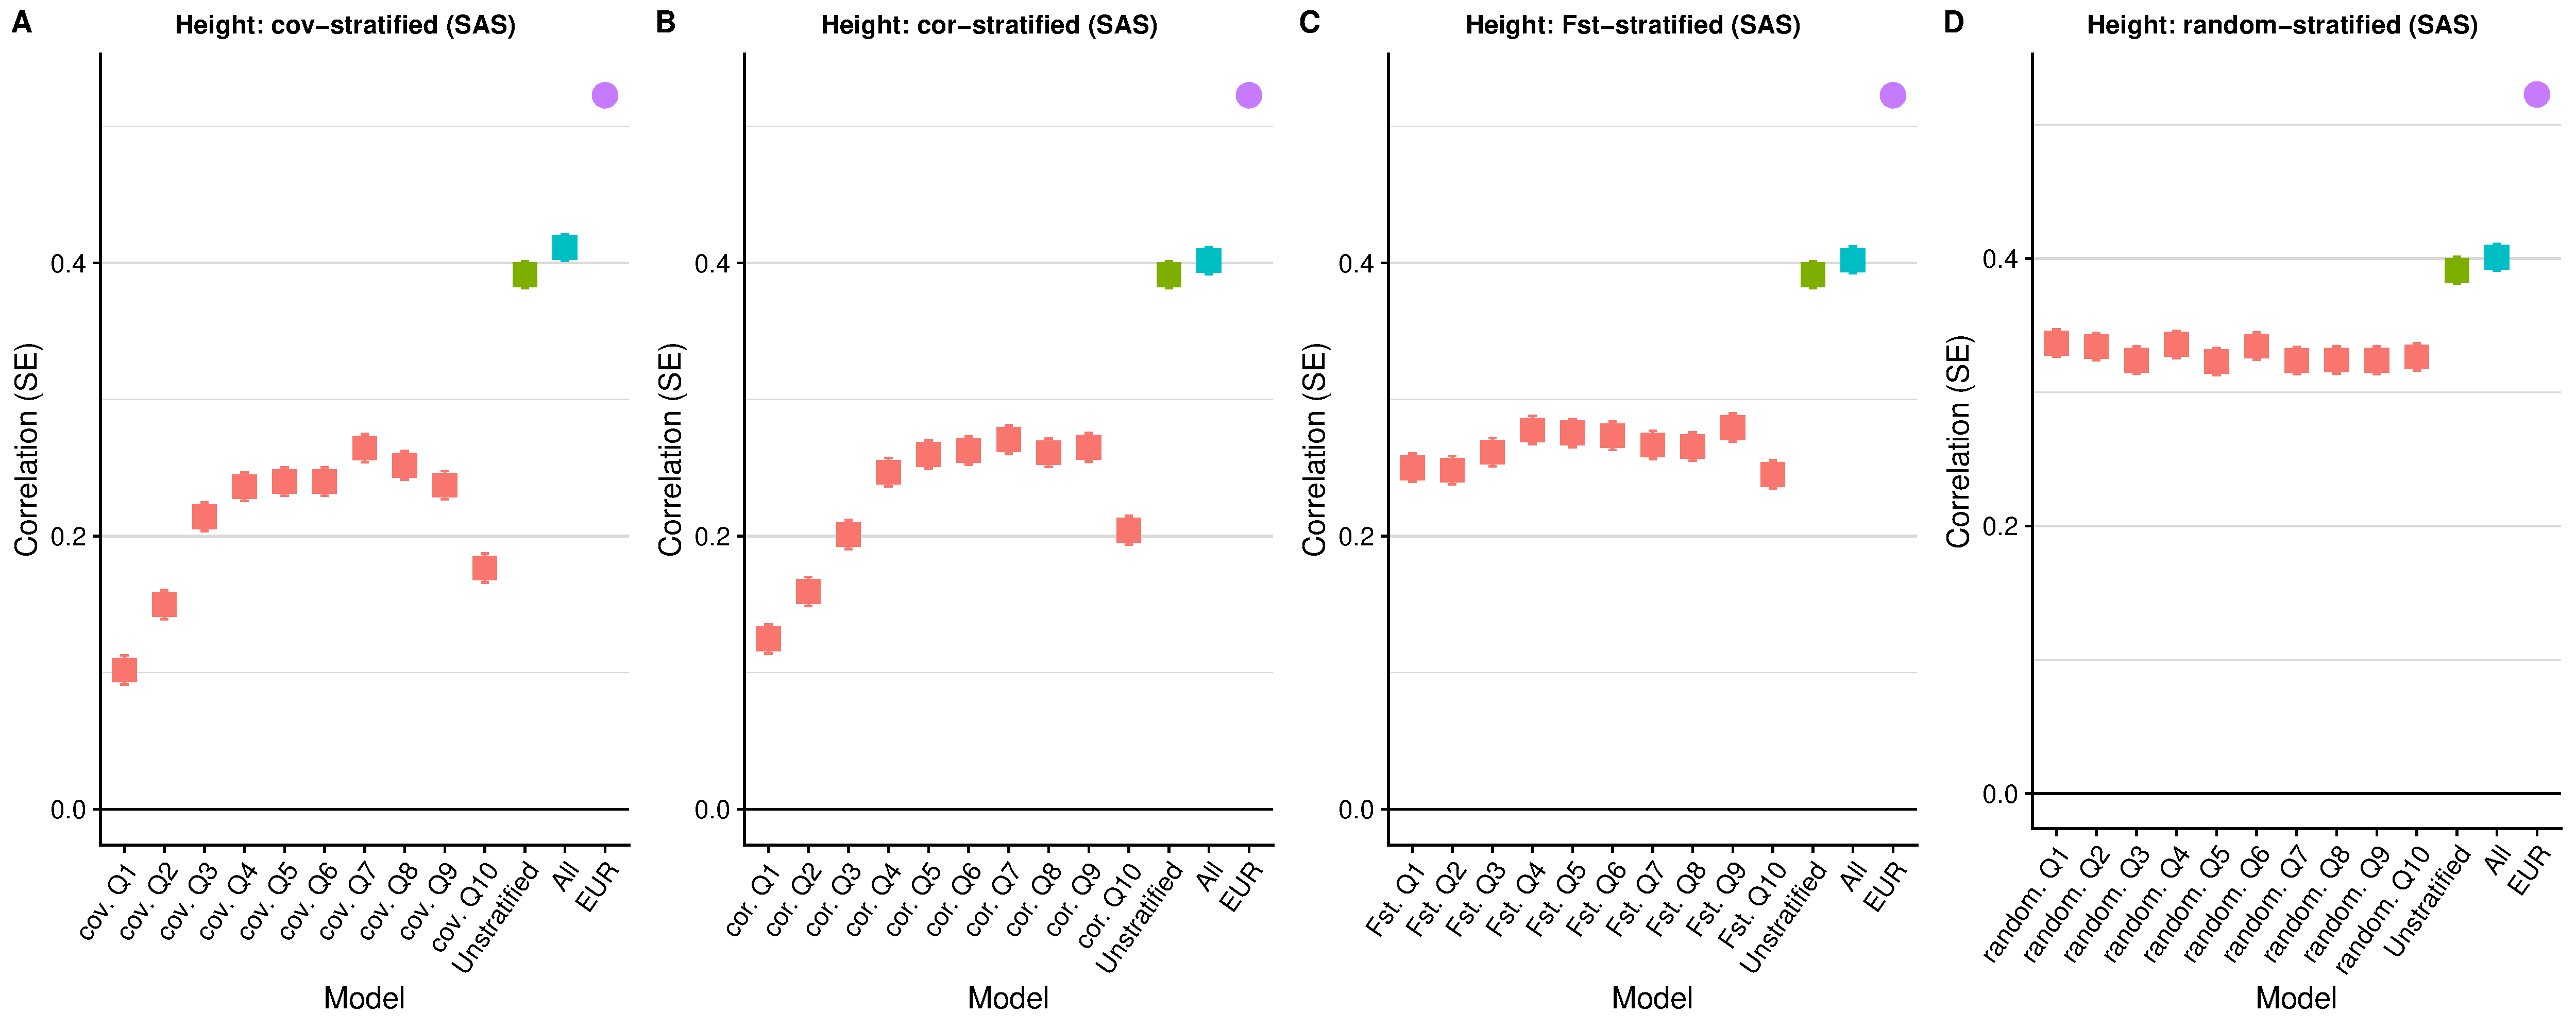 A
Height: cov−stratified (SAS)
Correlation (SE)
0.4
0.2
0.0
cov. Q1
cov. Q2
cov. Q3
cov. Q4
cov. Q5
cov. Q6
cov. Q7
cov. Q8
cov. Q9
cov. Q10
Unstratified
All
EUR
Model
B
Height: cor−stratified (SAS)
Correlation (SE)
0.4
0.2
0.0
cor. Q1
cor. Q2
cor. Q3
cor. Q4
cor. Q5
cor. Q6
cor. Q7
cor. Q8
cor. Q9
cor. Q10
Unstratified
All
EUR
Model
C
Height: Fst−stratified (SAS)
Correlation (SE)
0.4
0.2
0.0
Fst. Q1
Fst. Q2
Fst. Q3
Fst. Q4
Fst. Q5
Fst. Q6
Fst. Q7
Fst. Q8
Fst. Q9
Fst. Q10
Unstratified
All
EUR
Model
D
Height: random−stratified (SAS)
Correlation (SE)
0.4
0.2
0.0
random. Q1
random. Q2
random. Q3
random. Q4
random. Q5
random. Q6
random. Q7
random. Q8
random. Q9
random. Q10
Unstratified
All
EUR
Model